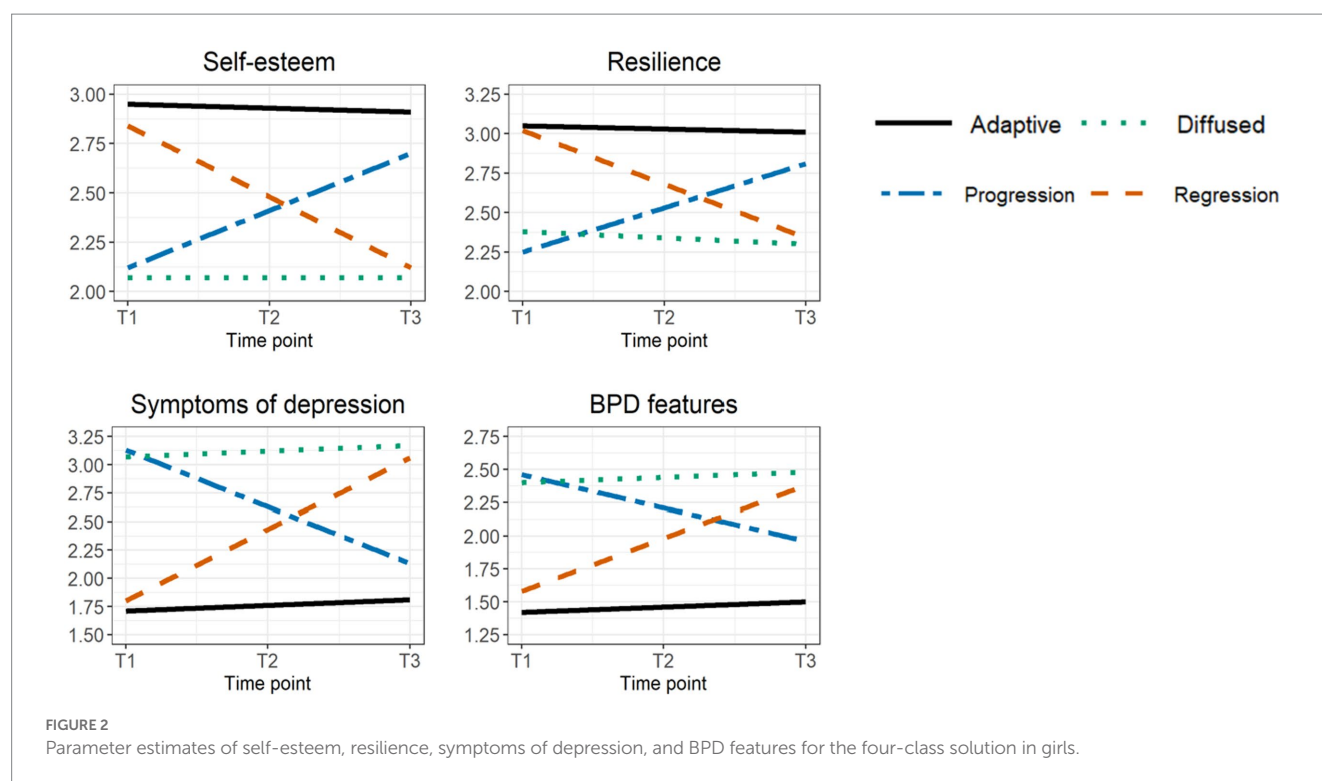 Self-esteem
3.00
2.75
2.50
2.25
2.00
T1 T2 T3
Time point
Resilience
3.25
3.00
2.75
2.50
2.25
2.00
T1 T2 T3
Time point
Adaptive Diffused
Progression Regression
Symptoms of depression
3.25
3.00
2.75
2.50
2.25
2.00
1.75
1.50
T1 T2 T3
Time point
BPD features
2.75
2.50
2.25
2.00
1.75
1.50
1.25
T1 T2 T3
Time point
FIGURE 2
Parameter estimates of self-esteem, resilience, symptoms of depression, and BPD features for the four-class solution in girls.